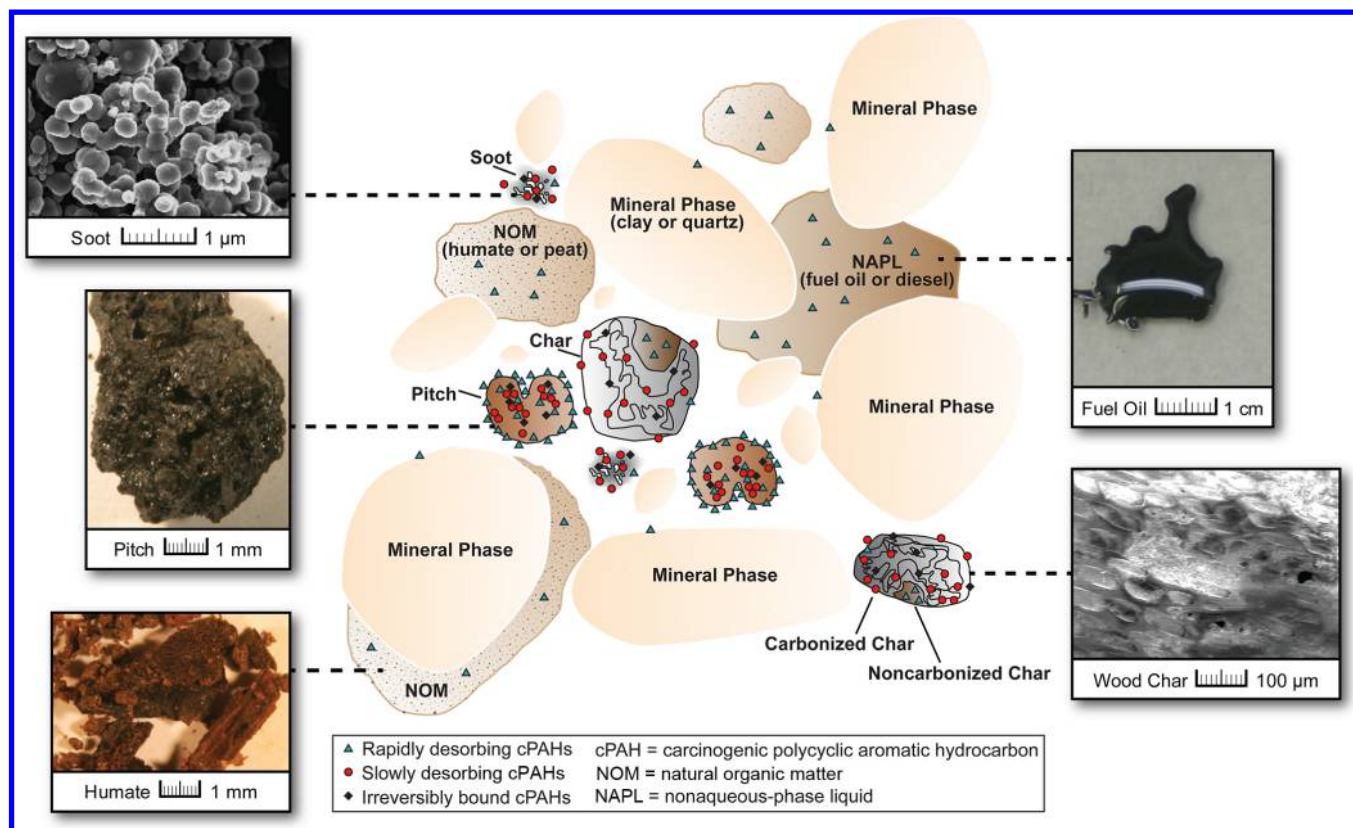 Soot 1 μm
Pitch 1 mm
Humate 1 mm
Soot
NOM
(humate or peat)
Mineral Phase
(clay or quartz)
Mineral Phase
NAPL
(fuel oil or diesel)
Char
Pitch
Mineral Phase
Mineral Phase
Mineral Phase
Carbonized Char
Noncarbonized Char
NOM
Fuel Oil 1 cm
Wood Char 100 μm
Rapidly desorbing cPAHs cPAH = carcinogenic polycyclic aromatic hydrocarbon
Slowly desorbing cPAHs NOM = natural organic matter
Irreversibly bound cPAHs NAPL = nonaqueous-phase liquid